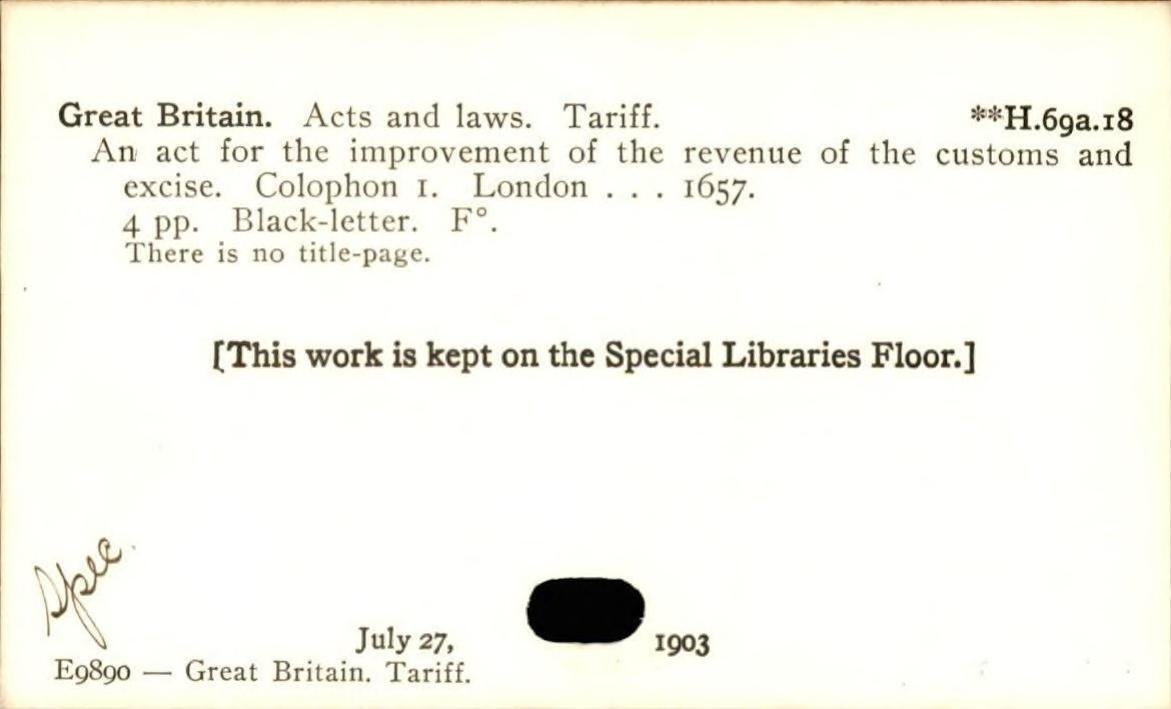 Great Britain. Acts and laws. Tariff. **H.69a.18
An act for the improvement of the revenue of the customs and
excise. Colophon 1. London . . . 1657.
4 pp. Black-letter. F°.
There is no title-page.
[This work is kept on the Special Libraries Floor.]
Spec.
July 27, 1903
E9890 — Great Britain. Tariff.